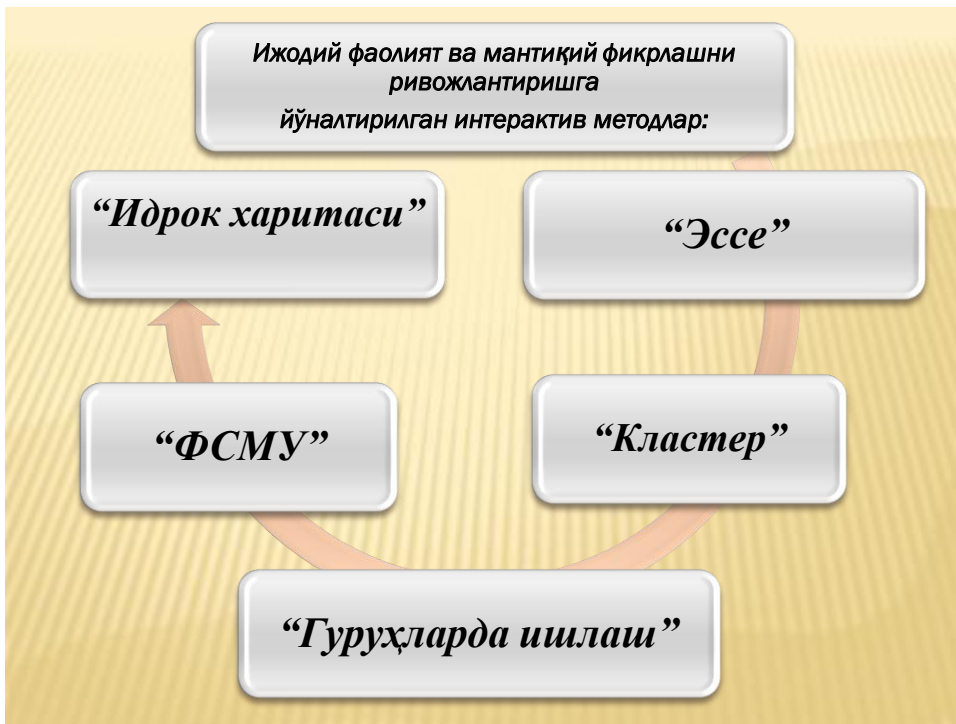 Ижодий фаолият ва мантиқий фикрлашни
ривожлантиришга
йўналтирилган интерактив методлар:
“Идрок харитаси”
“Эссе”
“ФСМУ”
“Кластер”
“Гуруҳларда ишлаш”